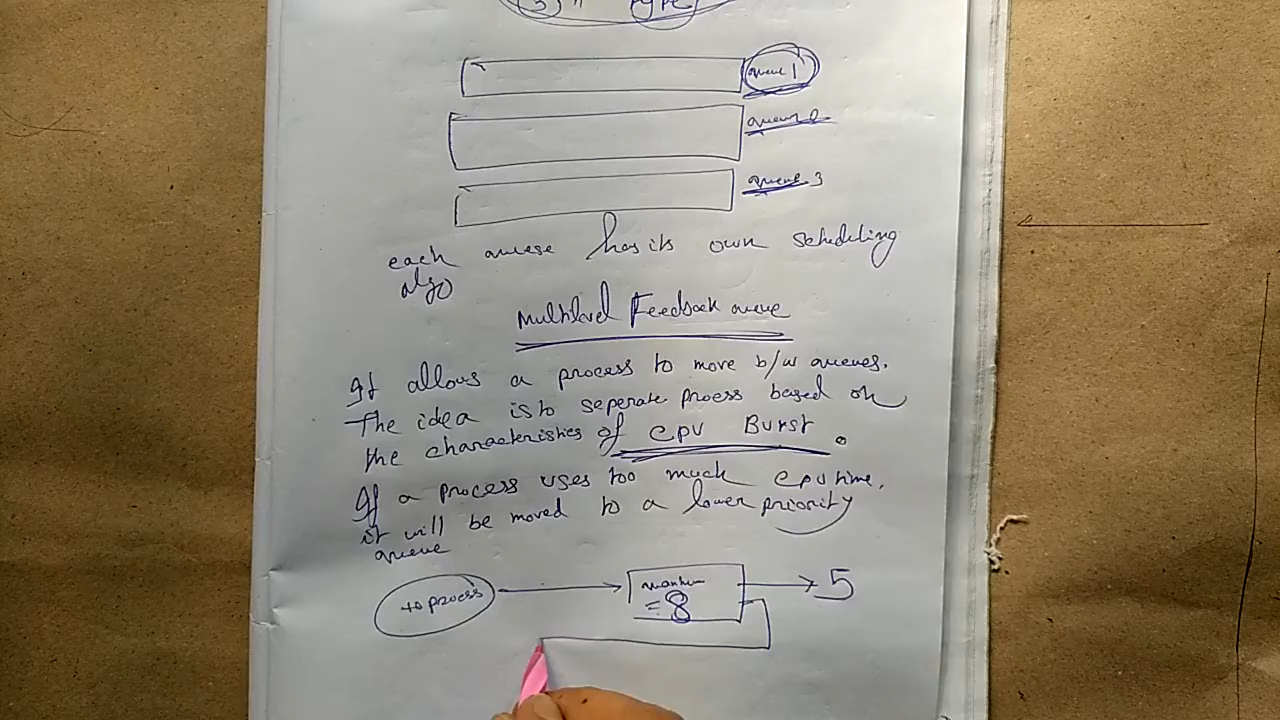 3
type
queue 1
queue 2
queue 3
each queue has its own scheduling
algo
Multilevel Feedback queue
It allows a process to move b/w queues.
The idea is to seperate process based on
the characteristics of CPU Burst.
If a process uses too much cpu time,
it will be moved to a lower priority
queue
process
quantum
= 8
5